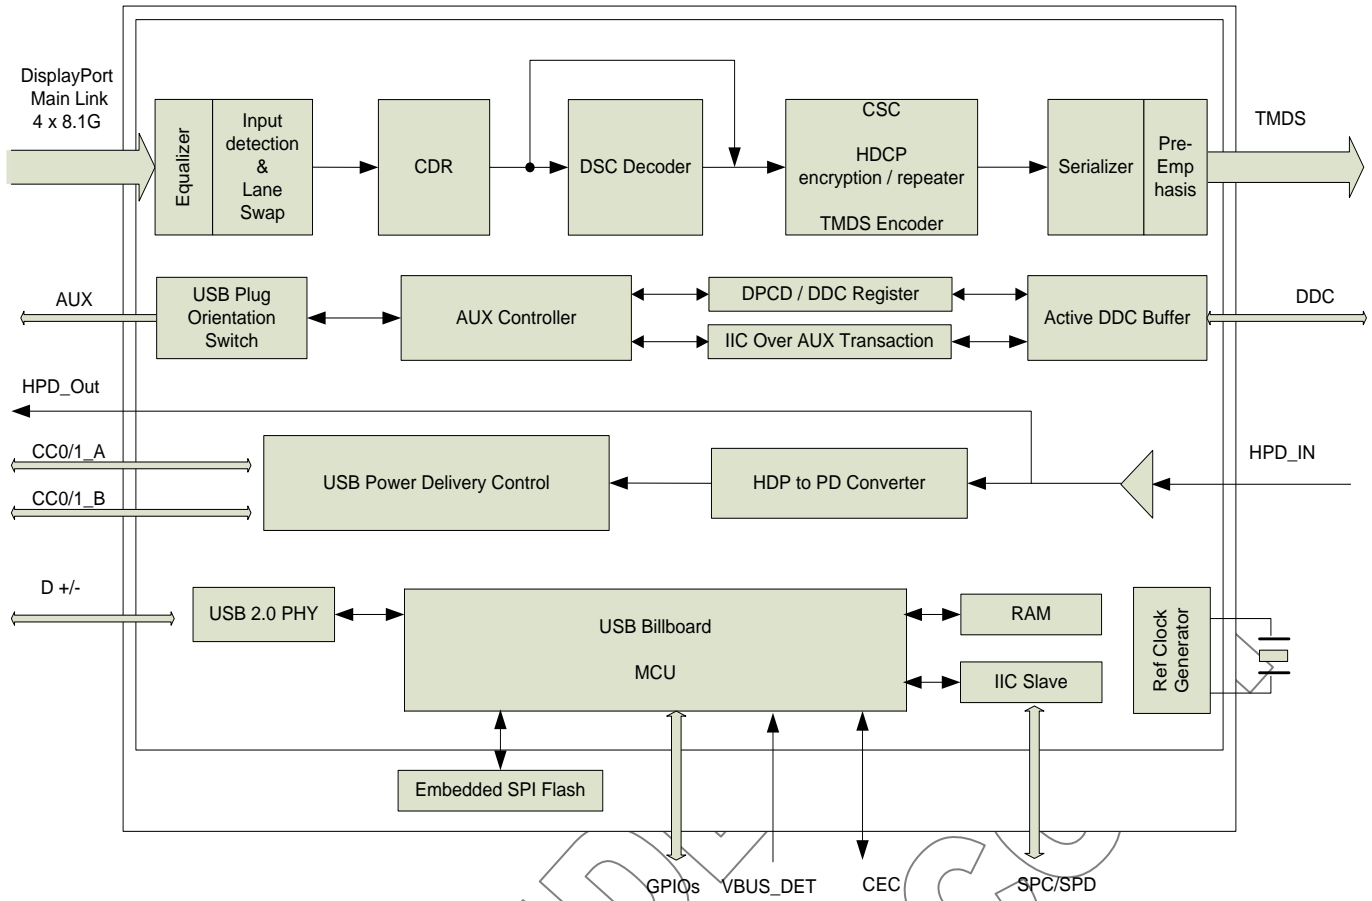 DisplayPort
Main Link
4 x 8.1G
Equalizer
Input
detection
&
Lane
Swap
CDR
DSC Decoder
CSC
HDCP
encryption / repeater
TMDS Encoder
Serializer
Pre-
Emp
hasis
TMDS
AUX
USB Plug
Orientation
Switch
AUX Controller
DPCD / DDC Register
IIC Over AUX Transaction
Active DDC Buffer
DDC
HPD_Out
CC0/1_A
CC0/1_B
USB Power Delivery Control
HDP to PD Converter
HPD_IN
D +/-
USB 2.0 PHY
USB Billboard
MCU
RAM
IIC Slave
Ref Clock
Generator
Embedded SPI Flash
GPIOs
VBUS_DET
CEC
SPC/SPD